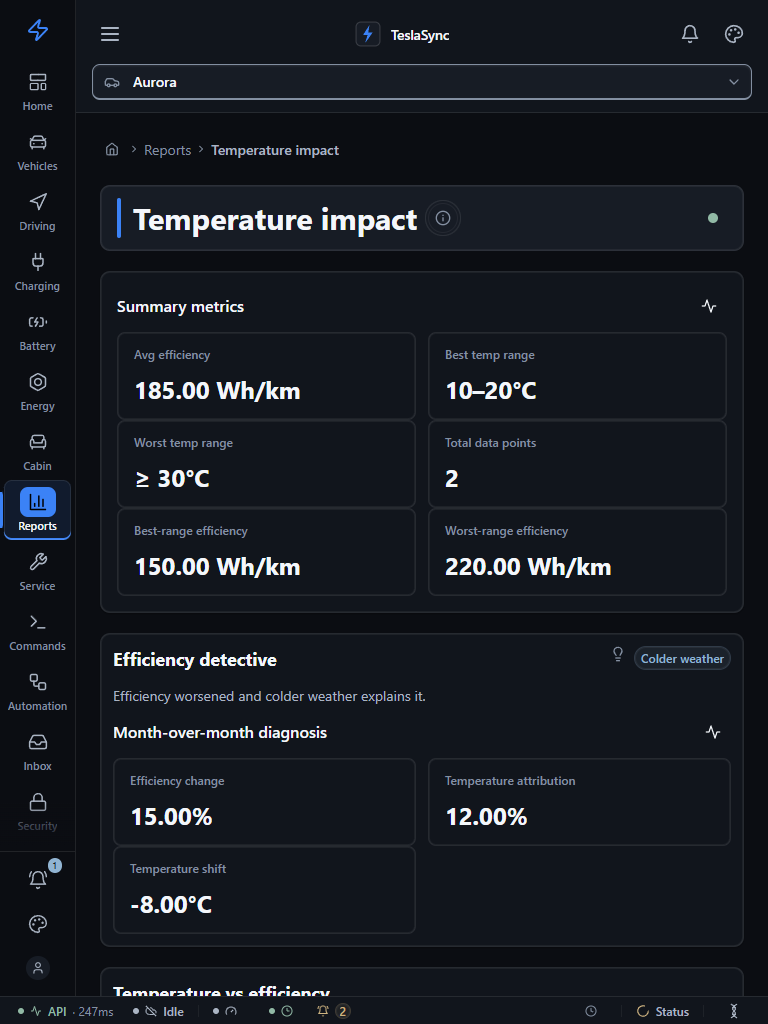 TeslaSync
Aurora
Home
Vehicles
Driving
Charging
Battery
Energy
Cabin
Reports
Service
Commands
Automation
Inbox
Security
1
Reports
Temperature impact
Temperature impact
Summary metrics
Avg efficiency
185.00 Wh/km
Best temp range
10–20°C
Worst temp range
≥ 30°C
Total data points
2
Best-range efficiency
150.00 Wh/km
Worst-range efficiency
220.00 Wh/km
Efficiency detective
Colder weather
Efficiency worsened and colder weather explains it.
Month-over-month diagnosis
Efficiency change
15.00%
Temperature attribution
12.00%
Temperature shift
-8.00°C
Temperature vs efficiency
API · 247ms
Idle
2
Status